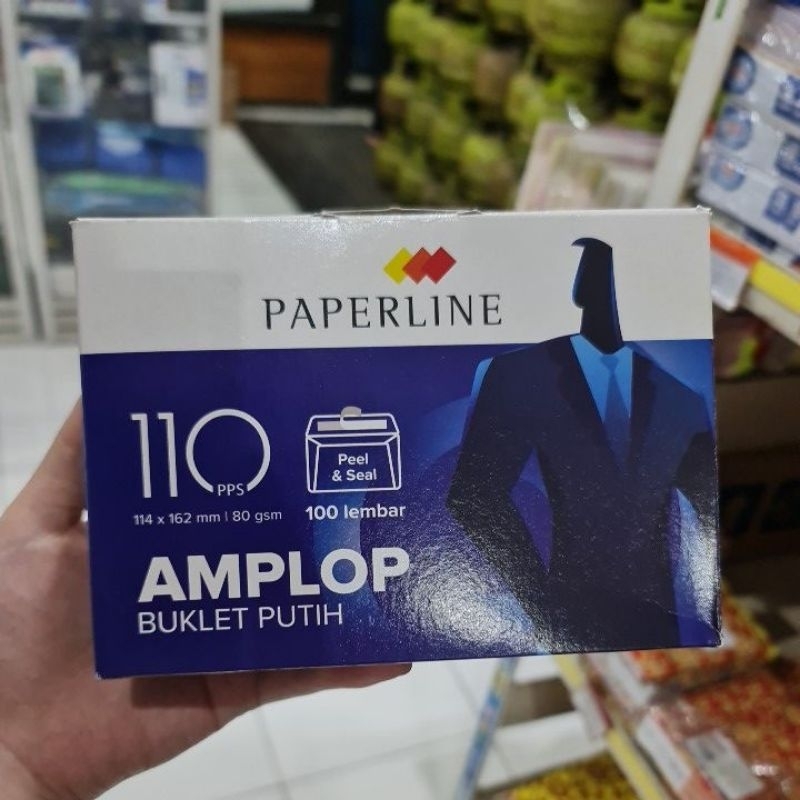 PAPERLINE
110 PPS
114 x 162 mm | 80 gsm
Peel
& Seal
100 lembar
AMPLOP
BUKLET PUTIH